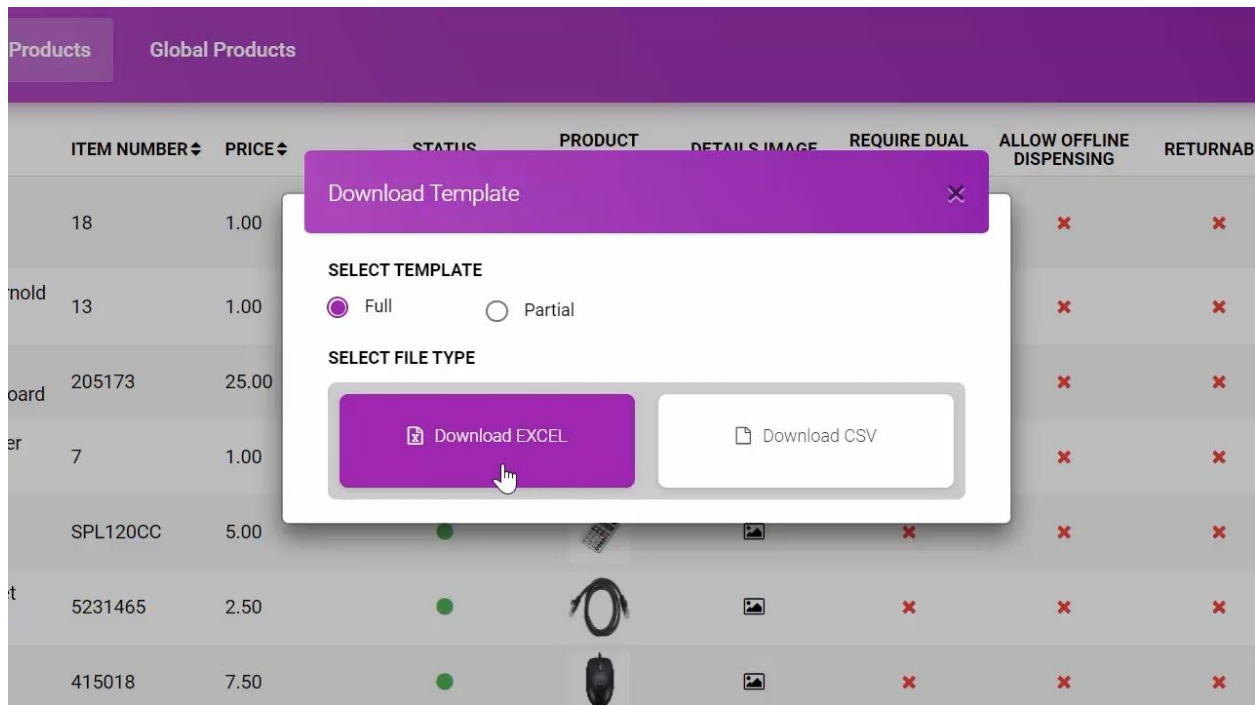 Products
Global Products
ITEM NUMBER
PRICE
STATUS
PRODUCT
DETAILS IMAGE
REQUIRE DUAL
ALLOW OFFLINE
DISPENSING
RETURNAB
Download Template
18
1.00
SELECT TEMPLATE
Full
Partial
rnold
13
1.00
SELECT FILE TYPE
oard
205173
25.00
Download EXCEL
Download CSV
er
7
1.00
SPL120CC
5.00
et
5231465
2.50
415018
7.50